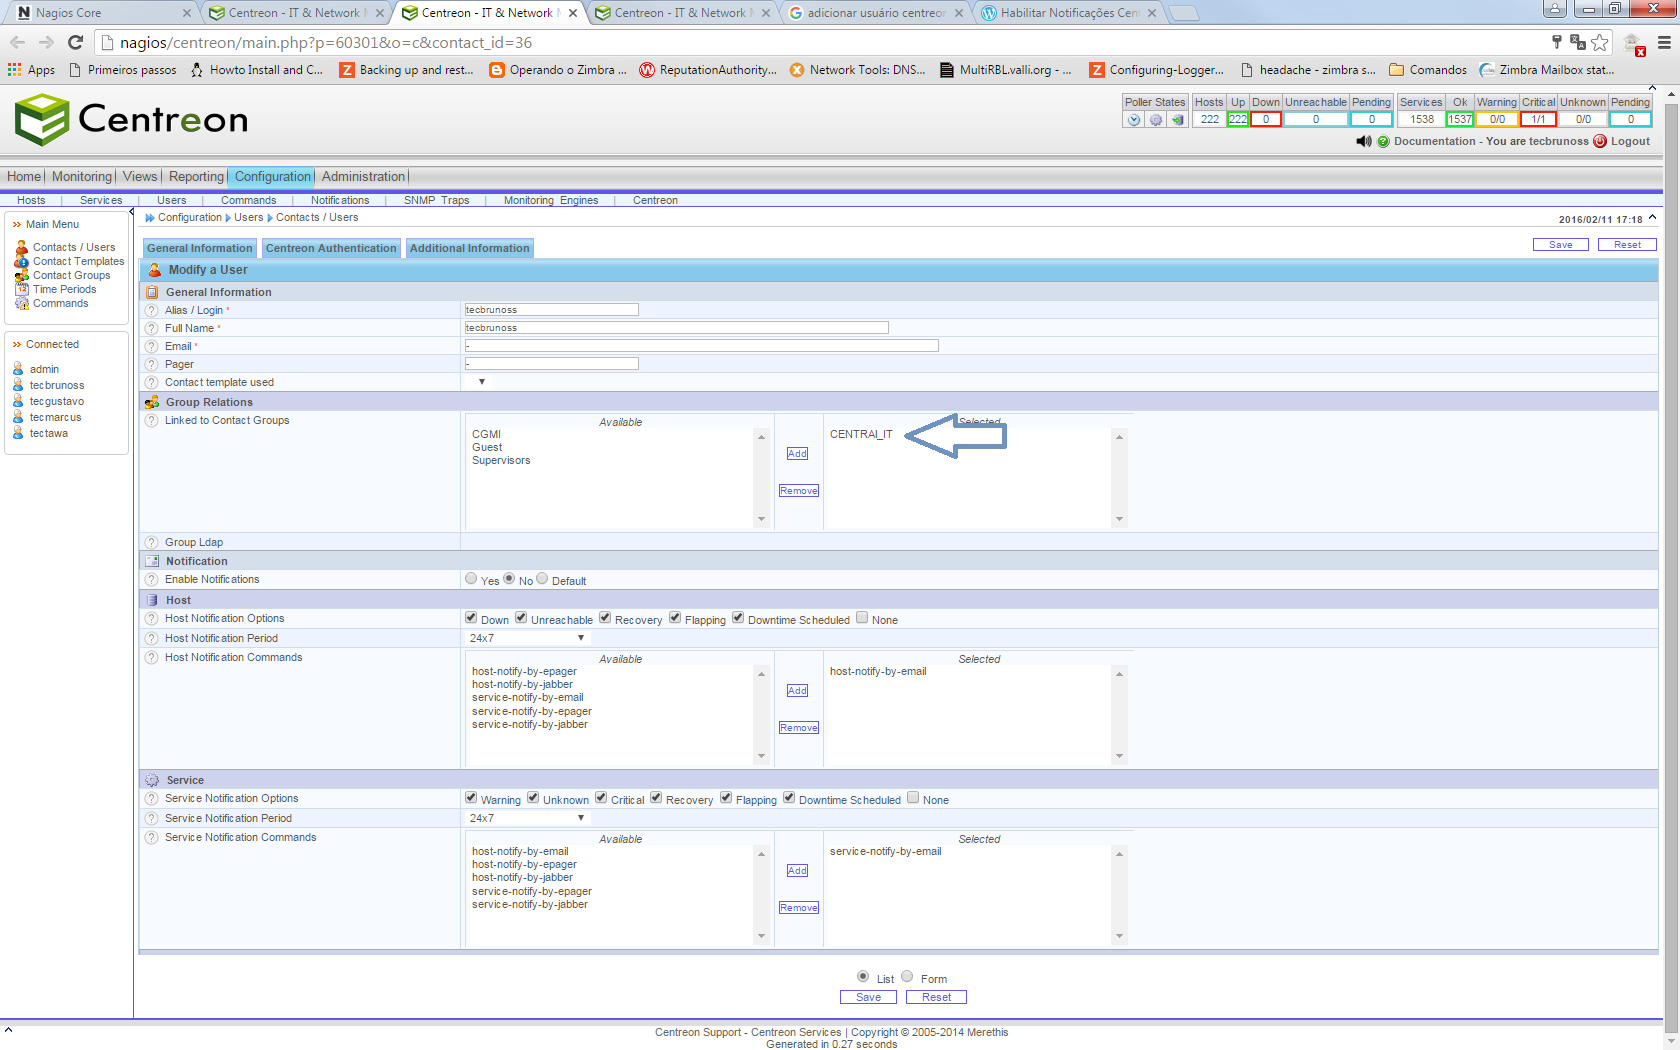 Nagios Core
Centreon - IT & Network
Centreon - IT & Network
Centreon - IT & Network
adicionar usuário centreon
Habilitar Notificações Cen
nagios/centreon/main.php?p=60301&o=c&contact_id=36
Apps Primeiros passos Howto Install and C... Backing up and rest... Operando o Zimbra ... ReputationAuthority... Network Tools: DNS... MultiRBL.valli.org - ... Configuring-Logger... headache - zimbra s... Comandos Zimbra Mailbox stat...
Centreon
Poller States Hosts Up Down Unreachable Pending Services Ok Warning Critical Unknown Pending
222 222 0 0 0 1538 1537 0/0 1/1 0/0 0
Documentation - You are tecbrunoss Logout
Home Monitoring Views Reporting Configuration Administration
Hosts | Services | Users | Commands | Notifications | SNMP Traps | Monitoring Engines | Centreon
Main Menu
Contacts / Users
Contact Templates
Contact Groups
Time Periods
Commands
Connected
admin
tecbrunoss
tecgustavo
tecmarcus
tectawa
Configuration Users Contacts / Users
2016/02/11 17:18
General Information Centreon Authentication Additional Information
Save Reset
Modify a User
General Information
Alias / Login * tecbrunoss
Full Name * tecbrunoss
Email * -
Pager -
Contact template used
Group Relations
Linked to Contact Groups
Available
CGMI
Guest
Supervisors
Add
Remove
Selected
CENTRAl_IT
Group Ldap
Notification
Enable Notifications Yes No Default
Host
Host Notification Options Down Unreachable Recovery Flapping Downtime Scheduled None
Host Notification Period 24x7
Host Notification Commands
Available
host-notify-by-epager
host-notify-by-jabber
service-notify-by-email
service-notify-by-epager
service-notify-by-jabber
Add
Remove
Selected
host-notify-by-email
Service
Service Notification Options Warning Unknown Critical Recovery Flapping Downtime Scheduled None
Service Notification Period 24x7
Service Notification Commands
Available
host-notify-by-email
host-notify-by-epager
host-notify-by-jabber
service-notify-by-epager
service-notify-by-jabber
Add
Remove
Selected
service-notify-by-email
List Form
Save Reset
Centreon Support - Centreon Services | Copyright © 2005-2014 Merethis
Generated in 0.27 seconds